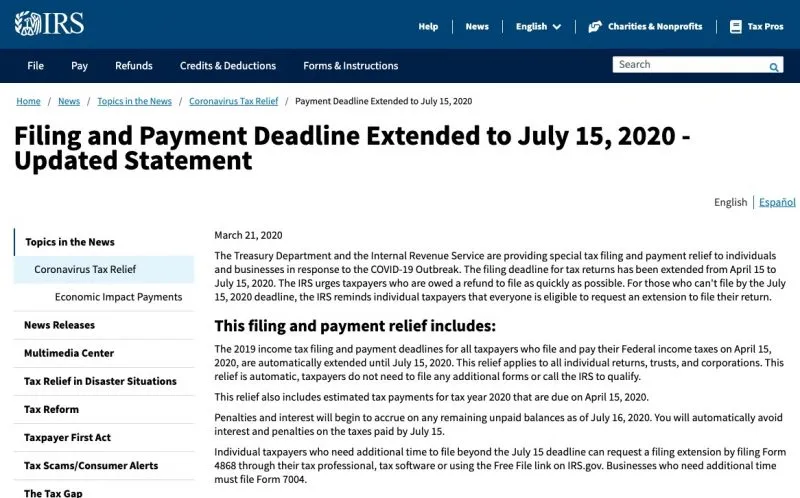 IRS
Help
News
English
Charities & Nonprofits
Tax Pros
File
Pay
Refunds
Credits & Deductions
Forms & Instructions
Search
Home / News / Topics in the News / Coronavirus Tax Relief / Payment Deadline Extended to July 15, 2020
Filing and Payment Deadline Extended to July 15, 2020 -
Updated Statement
English
Español
Topics in the News
Coronavirus Tax Relief
Economic Impact Payments
News Releases
Multimedia Center
Tax Relief in Disaster Situations
Tax Reform
Taxpayer First Act
Tax Scams/Consumer Alerts
The Tax Gap
March 21, 2020
The Treasury Department and the Internal Revenue Service are providing special tax filing and payment relief to individuals
and businesses in response to the COVID-19 Outbreak. The filing deadline for tax returns has been extended from April 15 to
July 15, 2020. The IRS urges taxpayers who are owed a refund to file as quickly as possible. For those who can't file by the July
15, 2020 deadline, the IRS reminds individual taxpayers that everyone is eligible to request an extension to file their return.
This filing and payment relief includes:
The 2019 income tax filing and payment deadlines for all taxpayers who file and pay their Federal income taxes on April 15,
2020, are automatically extended until July 15, 2020. This relief applies to all individual returns, trusts, and corporations. This
relief is automatic, taxpayers do not need to file any additional forms or call the IRS to qualify.
This relief also includes estimated tax payments for tax year 2020 that are due on April 15, 2020.
Penalties and interest will begin to accrue on any remaining unpaid balances as of July 16, 2020. You will automatically avoid
interest and penalties on the taxes paid by July 15.
Individual taxpayers who need additional time to file beyond the July 15 deadline can request a filing extension by filing Form
4868 through their tax professional, tax software or using the Free File link on IRS.gov. Businesses who need additional time
must file Form 7004.